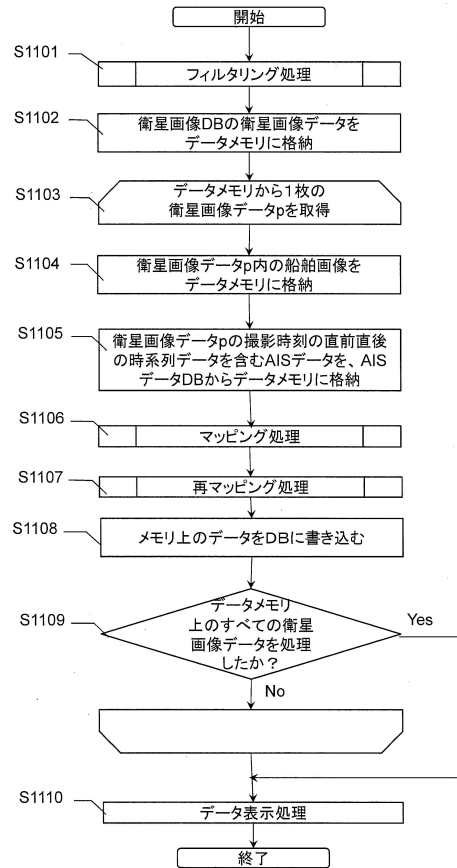 開始
S1101
フィルタリング処理
S1102
衛星画像DBの衛星画像データを
データメモリに格納
S1103
データメモリから1枚の
衛星画像データpを取得
S1104
衛星画像データp内の船舶画像を
データメモリに格納
S1105
衛星画像データpの撮影時刻の直前直後
の時系列データを含むAISデータを、AIS
データDBからデータメモリに格納
S1106
マッピング処理
S1107
再マッピング処理
S1108
メモリ上のデータをDBに書き込む
S1109
データメモリ
上のすべての衛星
画像データを処理
したか？
Yes
No
S1110
データ表示処理
終了